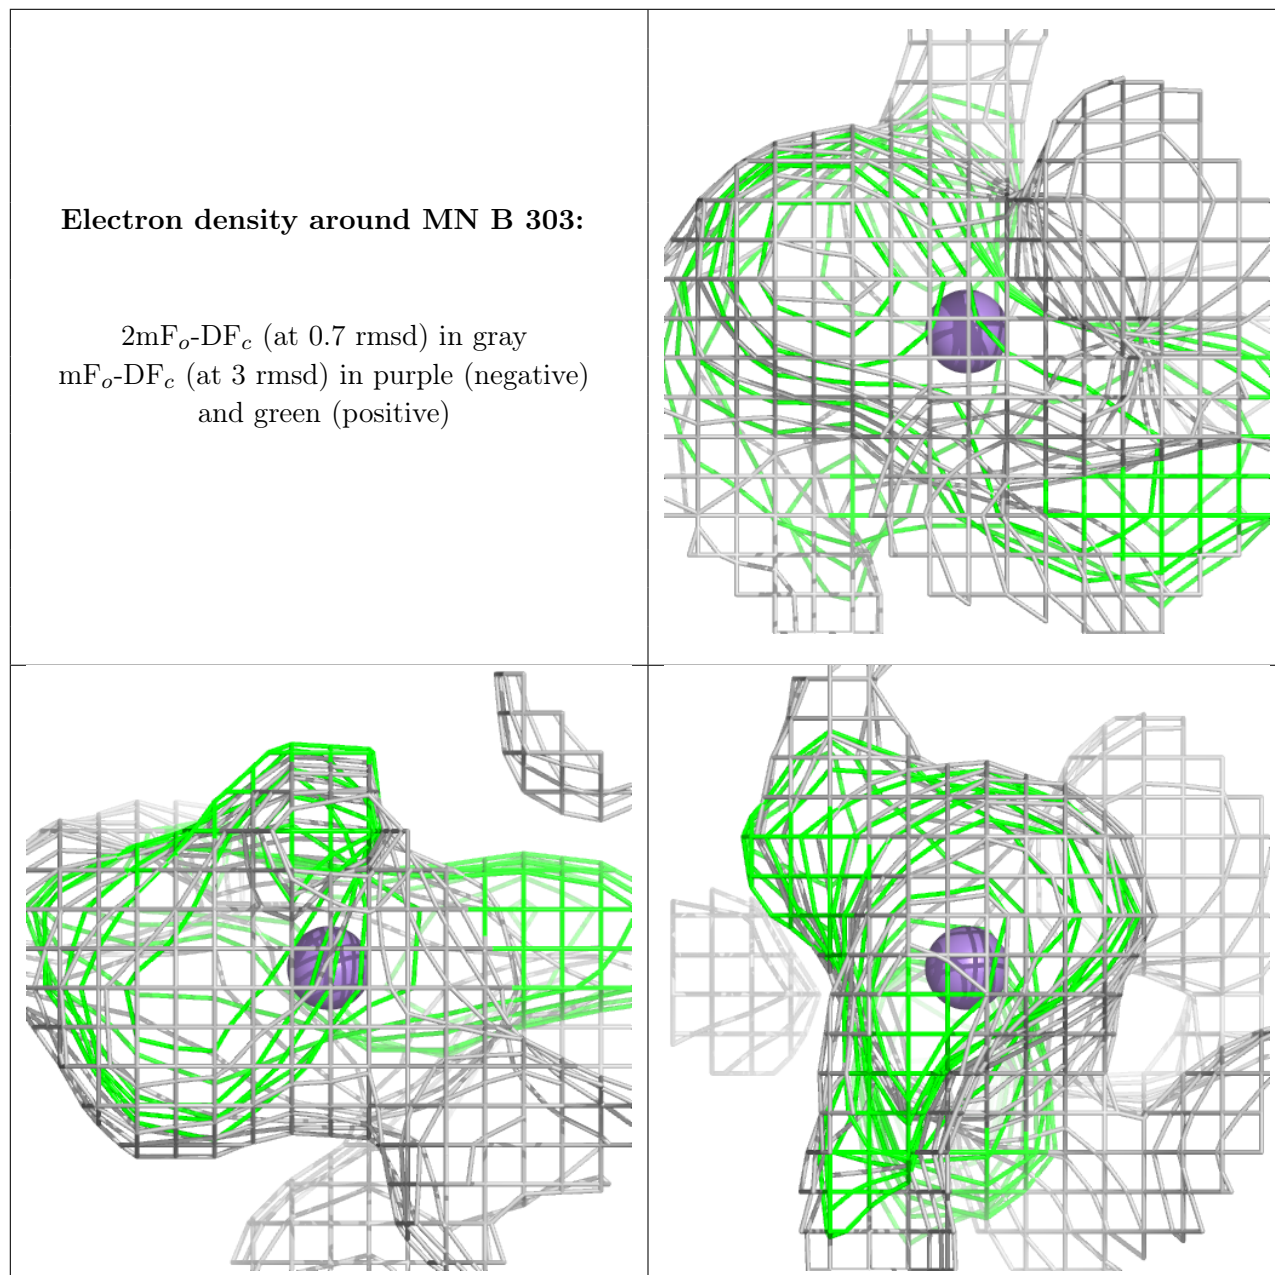 Electron density around MN B 303:
2mFo-DFc (at 0.7 rmsd) in gray
mFo-DFc (at 3 rmsd) in purple (negative)
and green (positive)